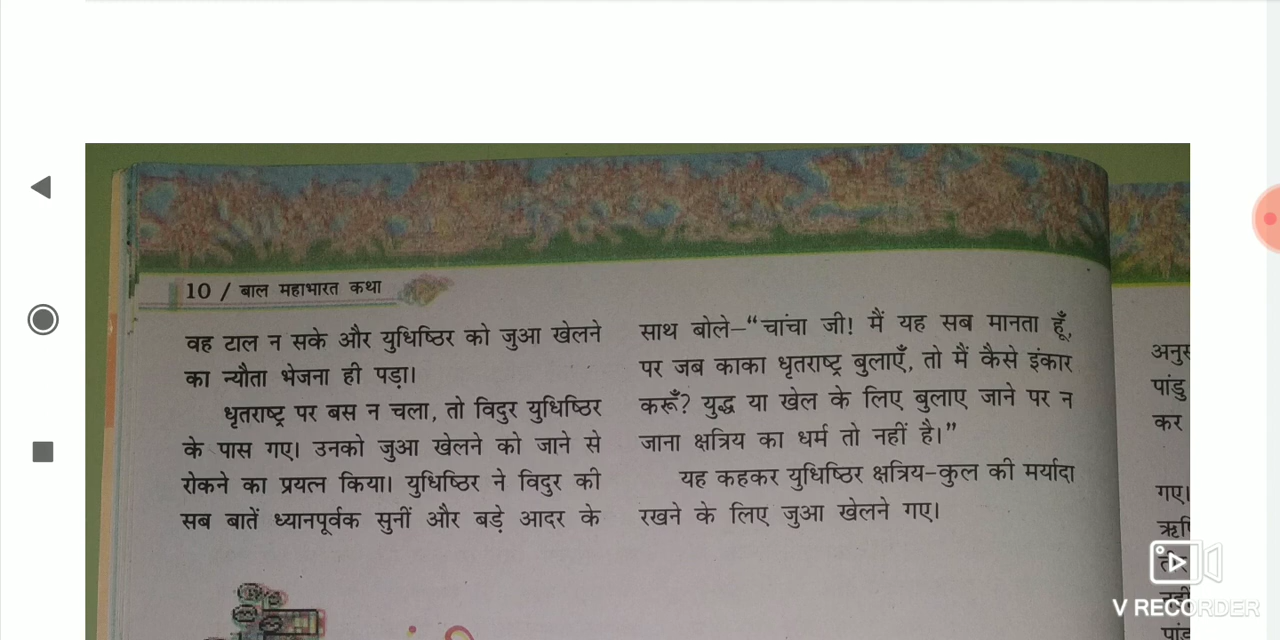 10 / बाल महाभारत कथा
वह टाल न सके और युधिष्ठिर को जुआ खेलने
का न्यौता भेजना ही पड़ा।
धृतराष्ट्र पर बस न चला, तो विदुर युधिष्ठिर
के पास गए। उनको जुआ खेलने को जाने से
रोकने का प्रयत्न किया। युधिष्ठिर ने विदुर की
सब बातें ध्यानपूर्वक सुनीं और बड़े आदर के
साथ बोले–“चांचा जी! मैं यह सब मानता हूँ,
पर जब काका धृतराष्ट्र बुलाएँ, तो मैं कैसे इंकार
करूँ? युद्ध या खेल के लिए बुलाए जाने पर न
जाना क्षत्रिय का धर्म तो नहीं है।”
यह कहकर युधिष्ठिर क्षत्रिय-कुल की मर्यादा
रखने के लिए जुआ खेलने गए।
पांडु
कर
गए।
V RECORDER